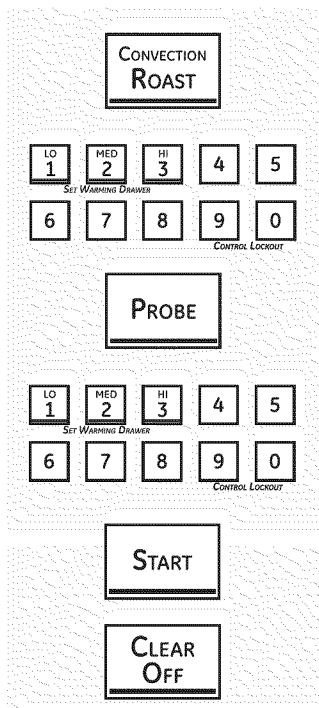 CONVECTION
ROAST
LO MED HI
1 2 3 4 5
SET WARMING DRAWER
6 7 8 9 0
CONTROL LOCKOUT
PROBE
LO MED HI
1 2 3 4 5
SET WARMING DRAWER
6 7 8 9 0
CONTROL LOCKOUT
START
CLEAR
OFF